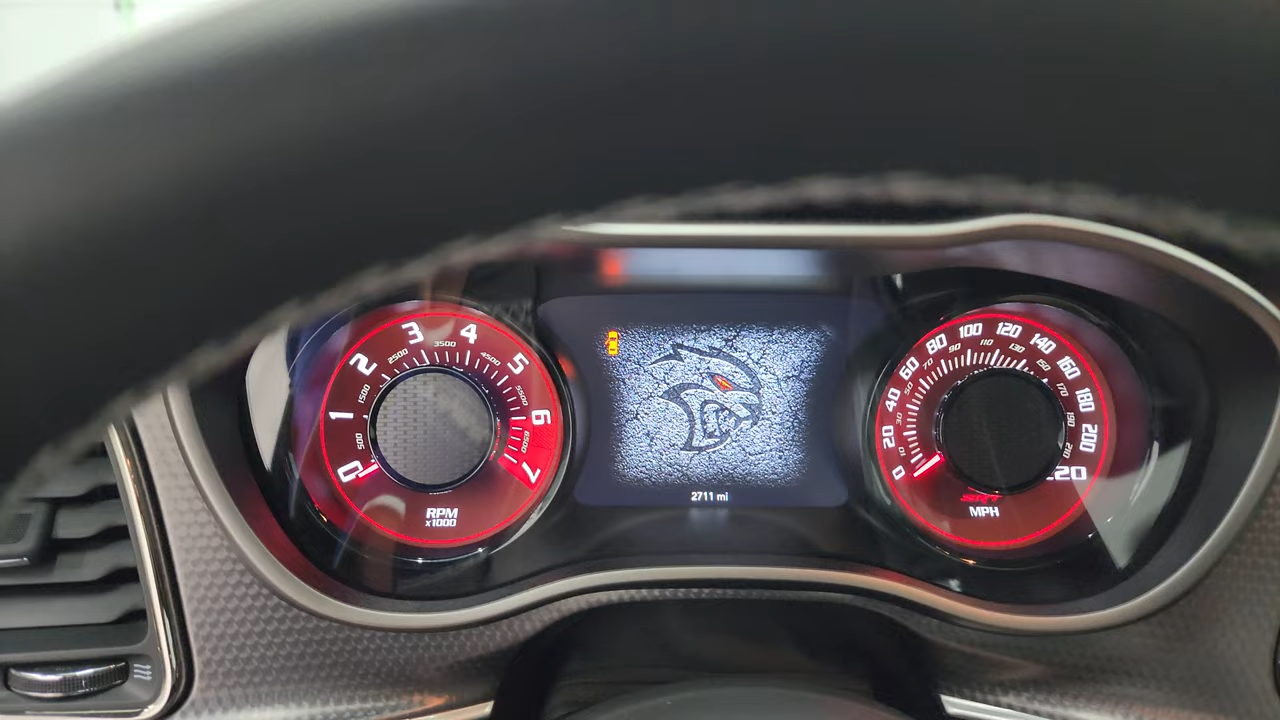 0 1 2 3 4 5 6 7
500 1500 2500 3500 4500 5500 6500
RPM
x1000
2711 mi
0 20 40 60 80 100 120 140 160 180 200 220
10 30 50 70 90 110 130 150 170 190 210
MPH